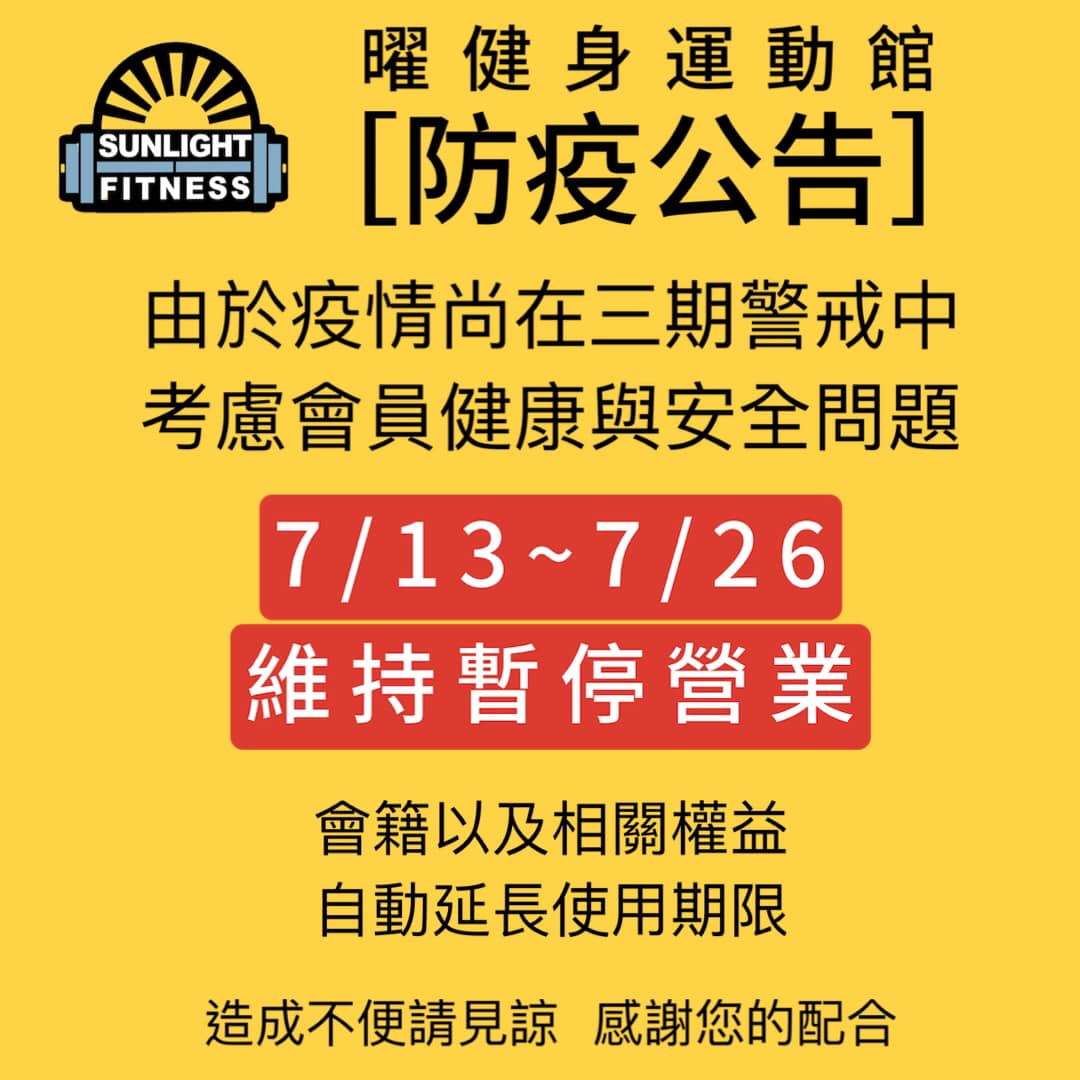 SUNLIGHT
FITNESS
曜健身運動館
[防疫公告]
由於疫情尚在三期警戒中
考慮會員健康與安全問題
7/13~7/26
維持暫停營業
會籍以及相關權益
自動延長使用期限
造成不便請見諒 感謝您的配合